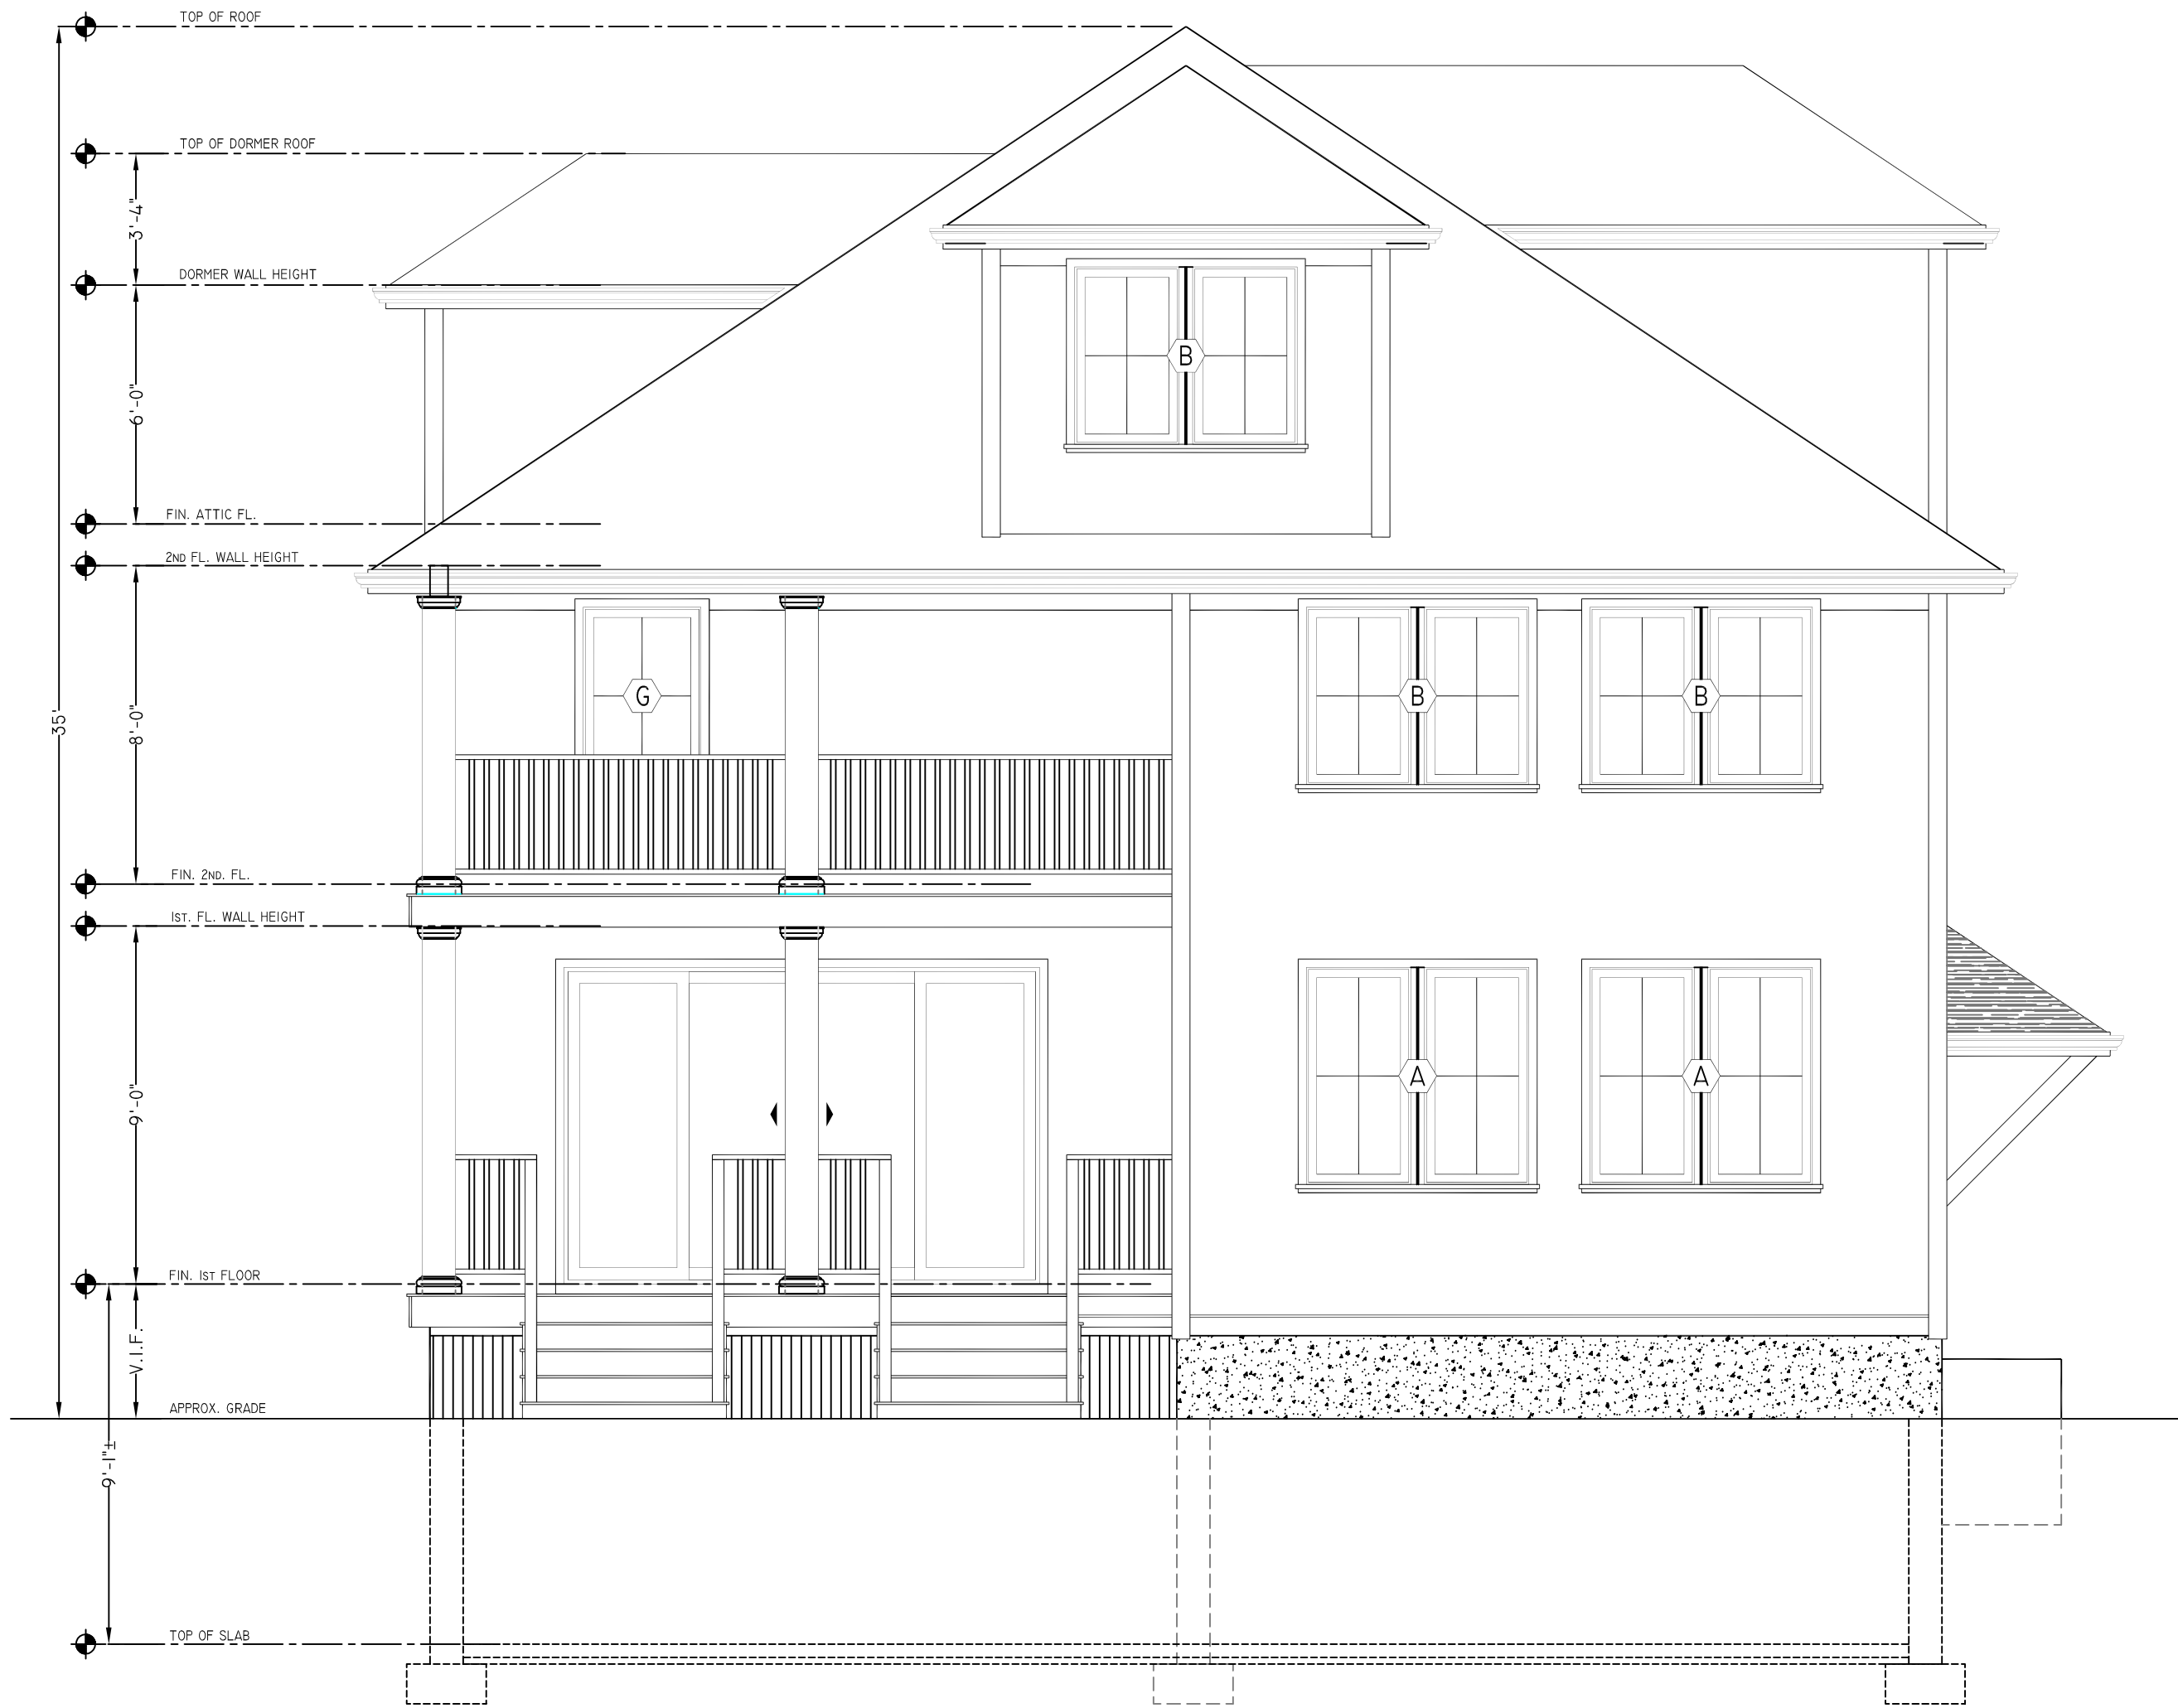 TOP OF ROOF
TOP OF DORMER ROOF
3'-4"
DORMER WALL HEIGHT
B
6'-0"
FIN. ATTIC FL.
2ND FL. WALL HEIGHT
G
B
B
35'
8'-0"
FIN. 2ND. FL.
1ST. FL. WALL HEIGHT
A
A
9'-0"
FIN. 1ST FLOOR
V.I.F.
APPROX. GRADE
9'-1"±
TOP OF SLAB